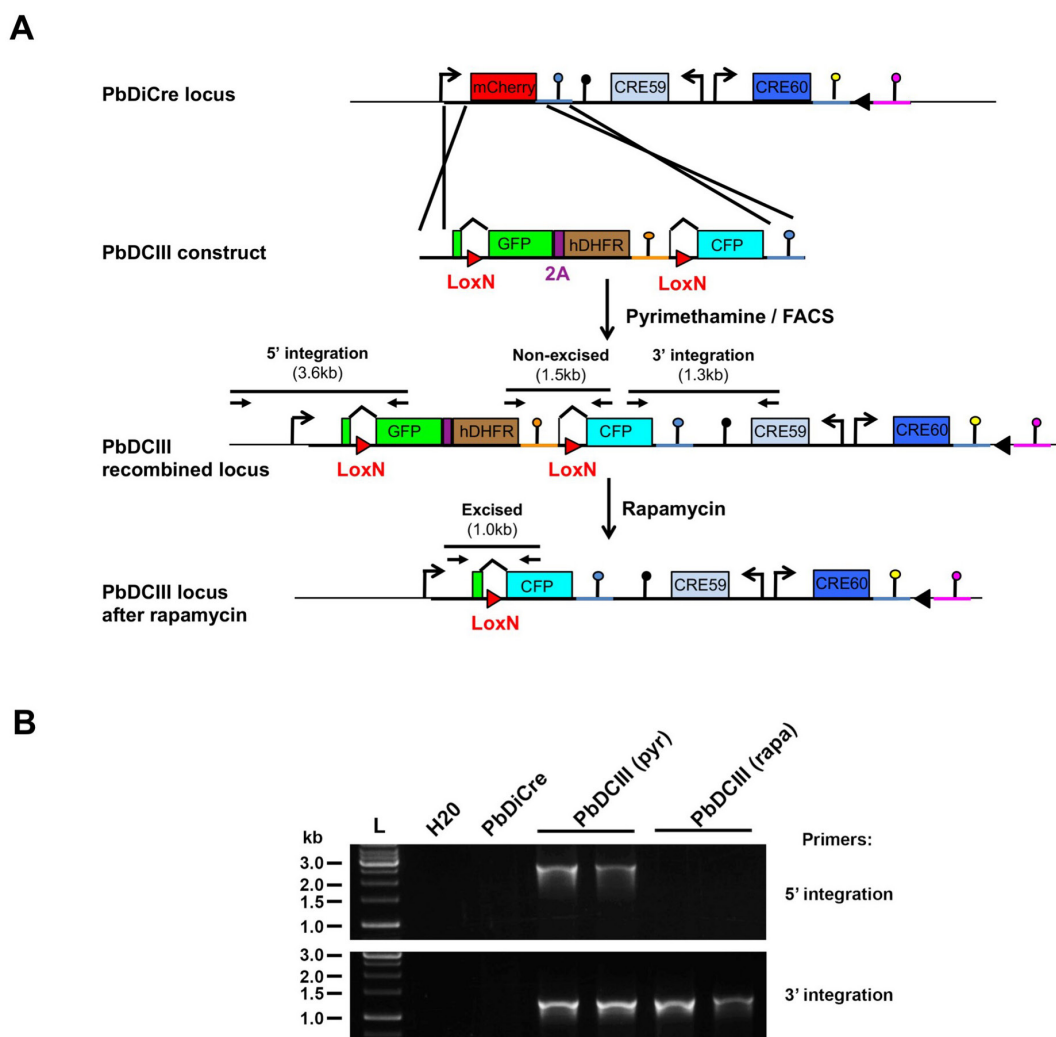 A
PbDiCre locus
mCherry
CRE59
CRE60
PbDCIII construct
GFP
hDHFR
CFP
LoxN
2A
LoxN
Pyrimethamine / FACS
5' integration
(3.6kb)
Non-excised
(1.5kb)
3' integration
(1.3kb)
PbDCIII
recombined locus
GFP
hDHFR
CFP
CRE59
CRE60
LoxN
LoxN
Rapamycin
Excised
(1.0kb)
PbDCIII locus
after rapamycin
CFP
CRE59
CRE60
LoxN
B
kb
L
H20
PbDiCre
PbDCIII (pyr)
PbDCIII (rapa)
Primers:
3.0
2.0
1.5
1.0
5' integration
3.0
2.0
1.5
1.0
3' integration